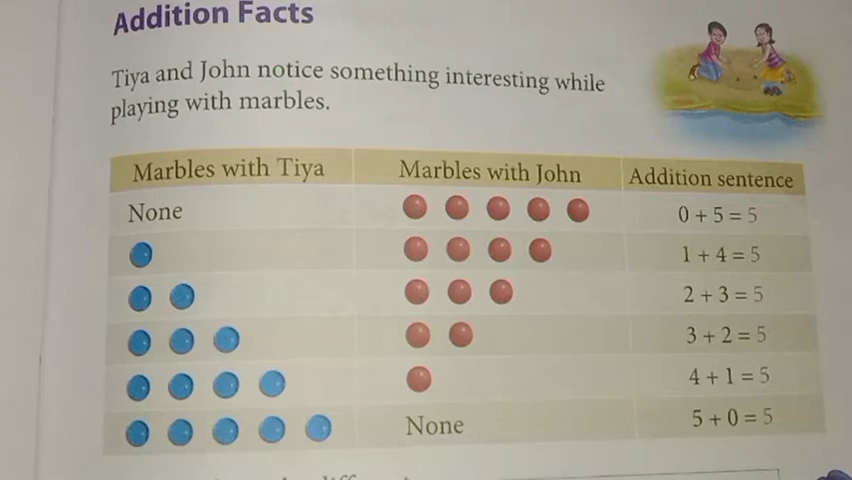 Addition Facts
Tiya and John notice something interesting while
playing with marbles.
Marbles with Tiya Marbles with John Addition sentence
None 0 + 5 = 5
1 + 4 = 5
2 + 3 = 5
3 + 2 = 5
4 + 1 = 5
None 5 + 0 = 5